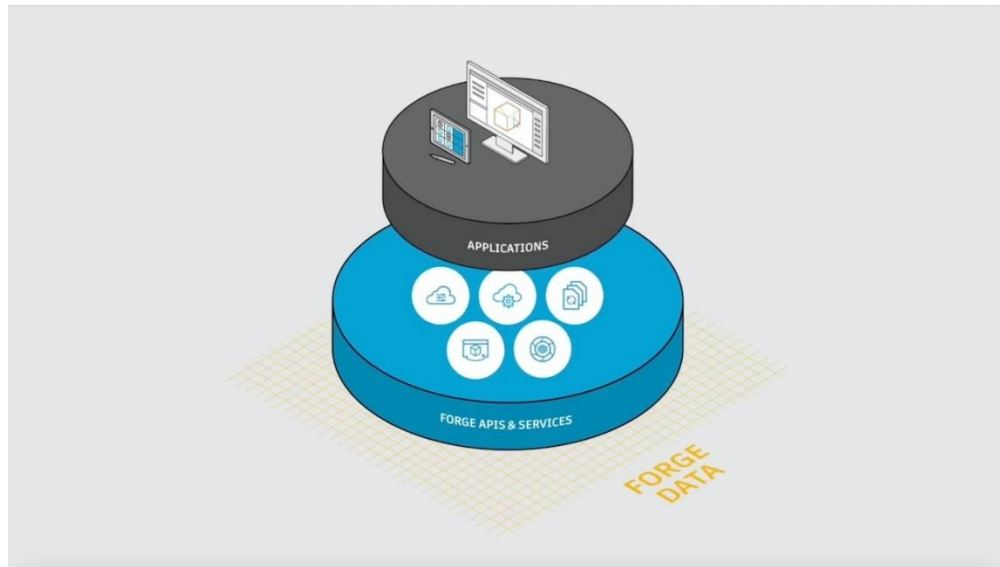 APPLICATIONS
FORGE APIS & SERVICES
FORGE
DATA